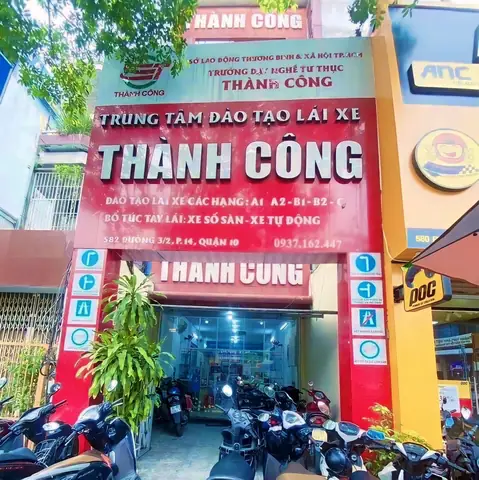 THÀNH CÔNG
SỞ LAO ĐỘNG THƯƠNG BINH & XÃ HỘI TP.HCM
TRƯỜNG DẠY NGHỀ TƯ THỤC
THÀNH CÔNG
THÀNH CÔNG
TRUNG TÂM ĐÀO TẠO LÁI XE
THÀNH CÔNG
ĐÀO TẠO LÁI XE CÁC HẠNG : A1 A2 - B1 - B2 - C
BỔ TÚC TAY LÁI: XE SỐ SÀN - XE TỰ ĐỘNG
582 ĐƯỜNG 3/2, P.14, QUẬN 10 0937.162.447
THÀNH CÔNG
ANC
DOC